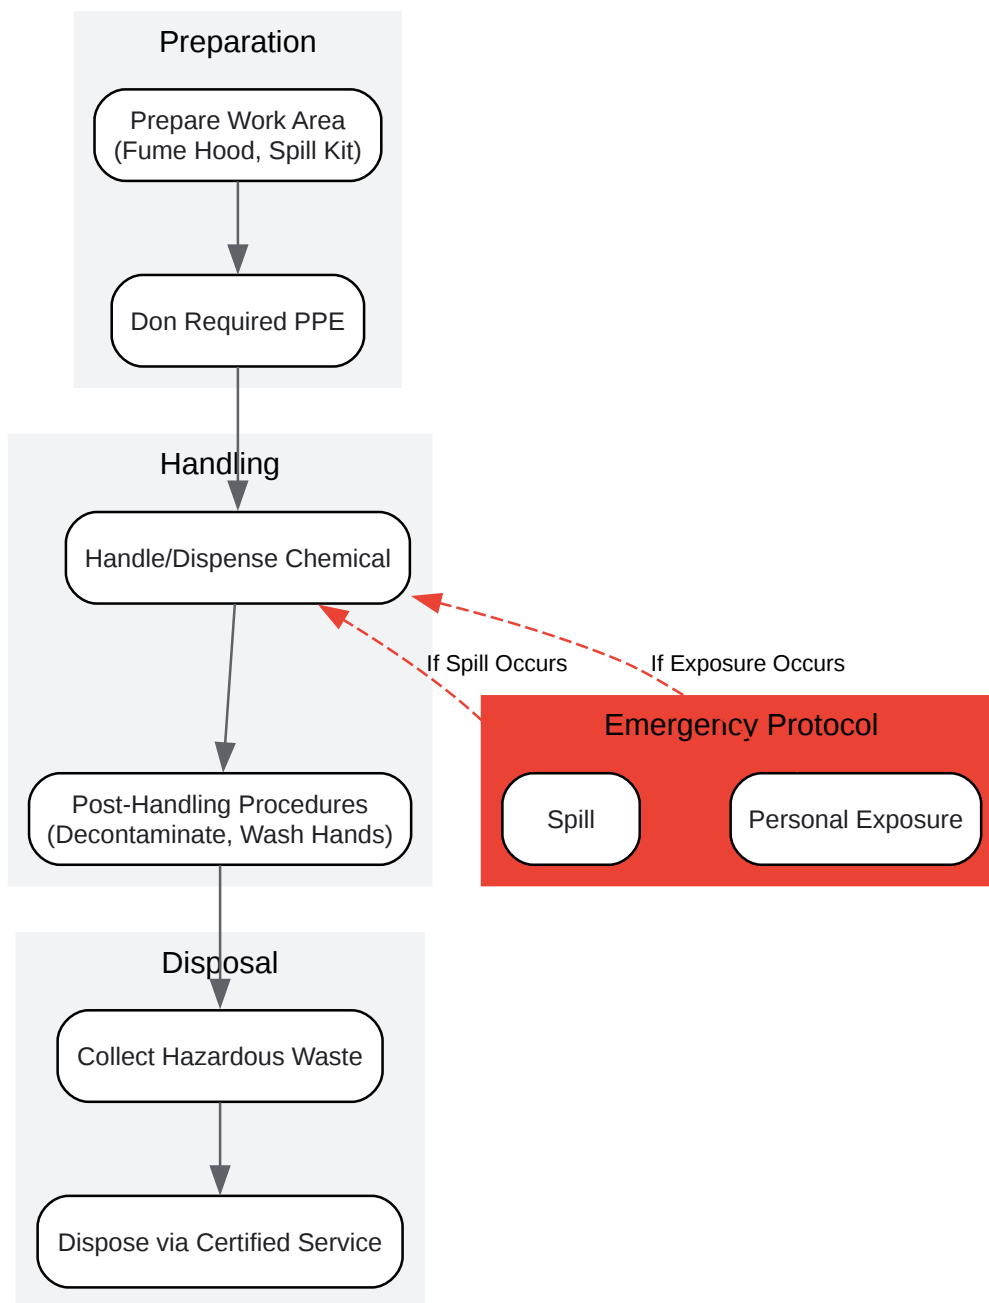 Preparation
Prepare Work Area
(Fume Hood, Spill Kit)
Don Required PPE
Handling
Handle/Dispense Chemical
If Spill Occurs
If Exposure Occurs
Emergency Protocol
Post-Handling Procedures
(Decontaminate, Wash Hands)
Spill
Personal Exposure
Disposal
Collect Hazardous Waste
Dispose via Certified Service